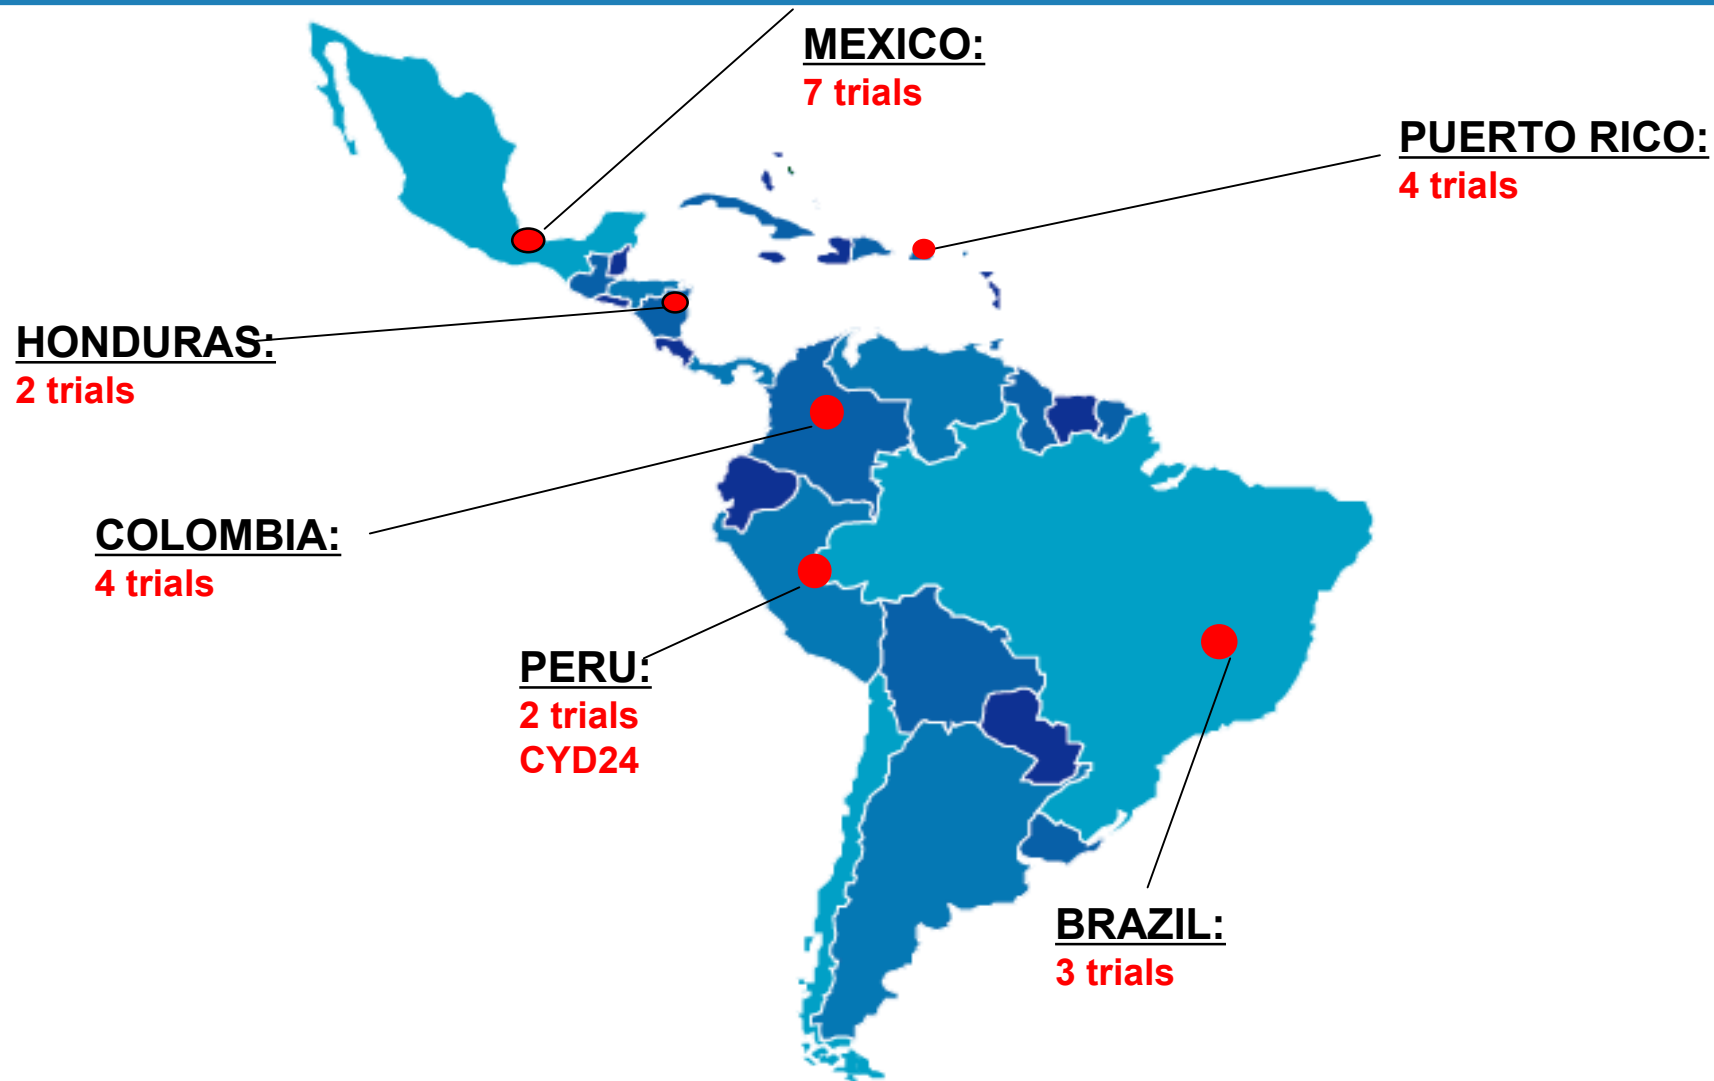 MEXICO:
7 trials
PUERTO RICO:
4 trials
HONDURAS:
2 trials
COLOMBIA:
4 trials
PERU:
2 trials
CYD24
BRAZIL:
3 trials